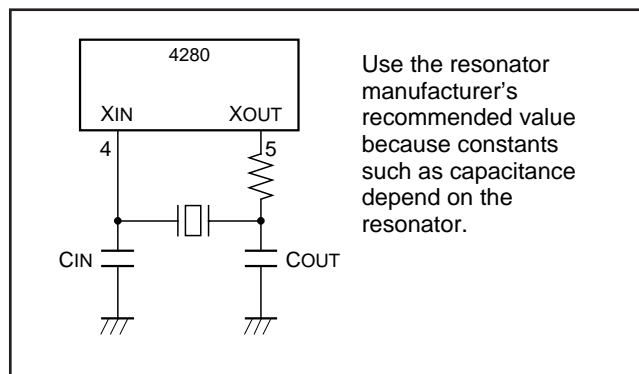 4280
XIN
XOUT
4
5
CIN
COUT
Use the resonator
manufacturer's
recommended value
because constants
such as capacitance
depend on the
resonator.